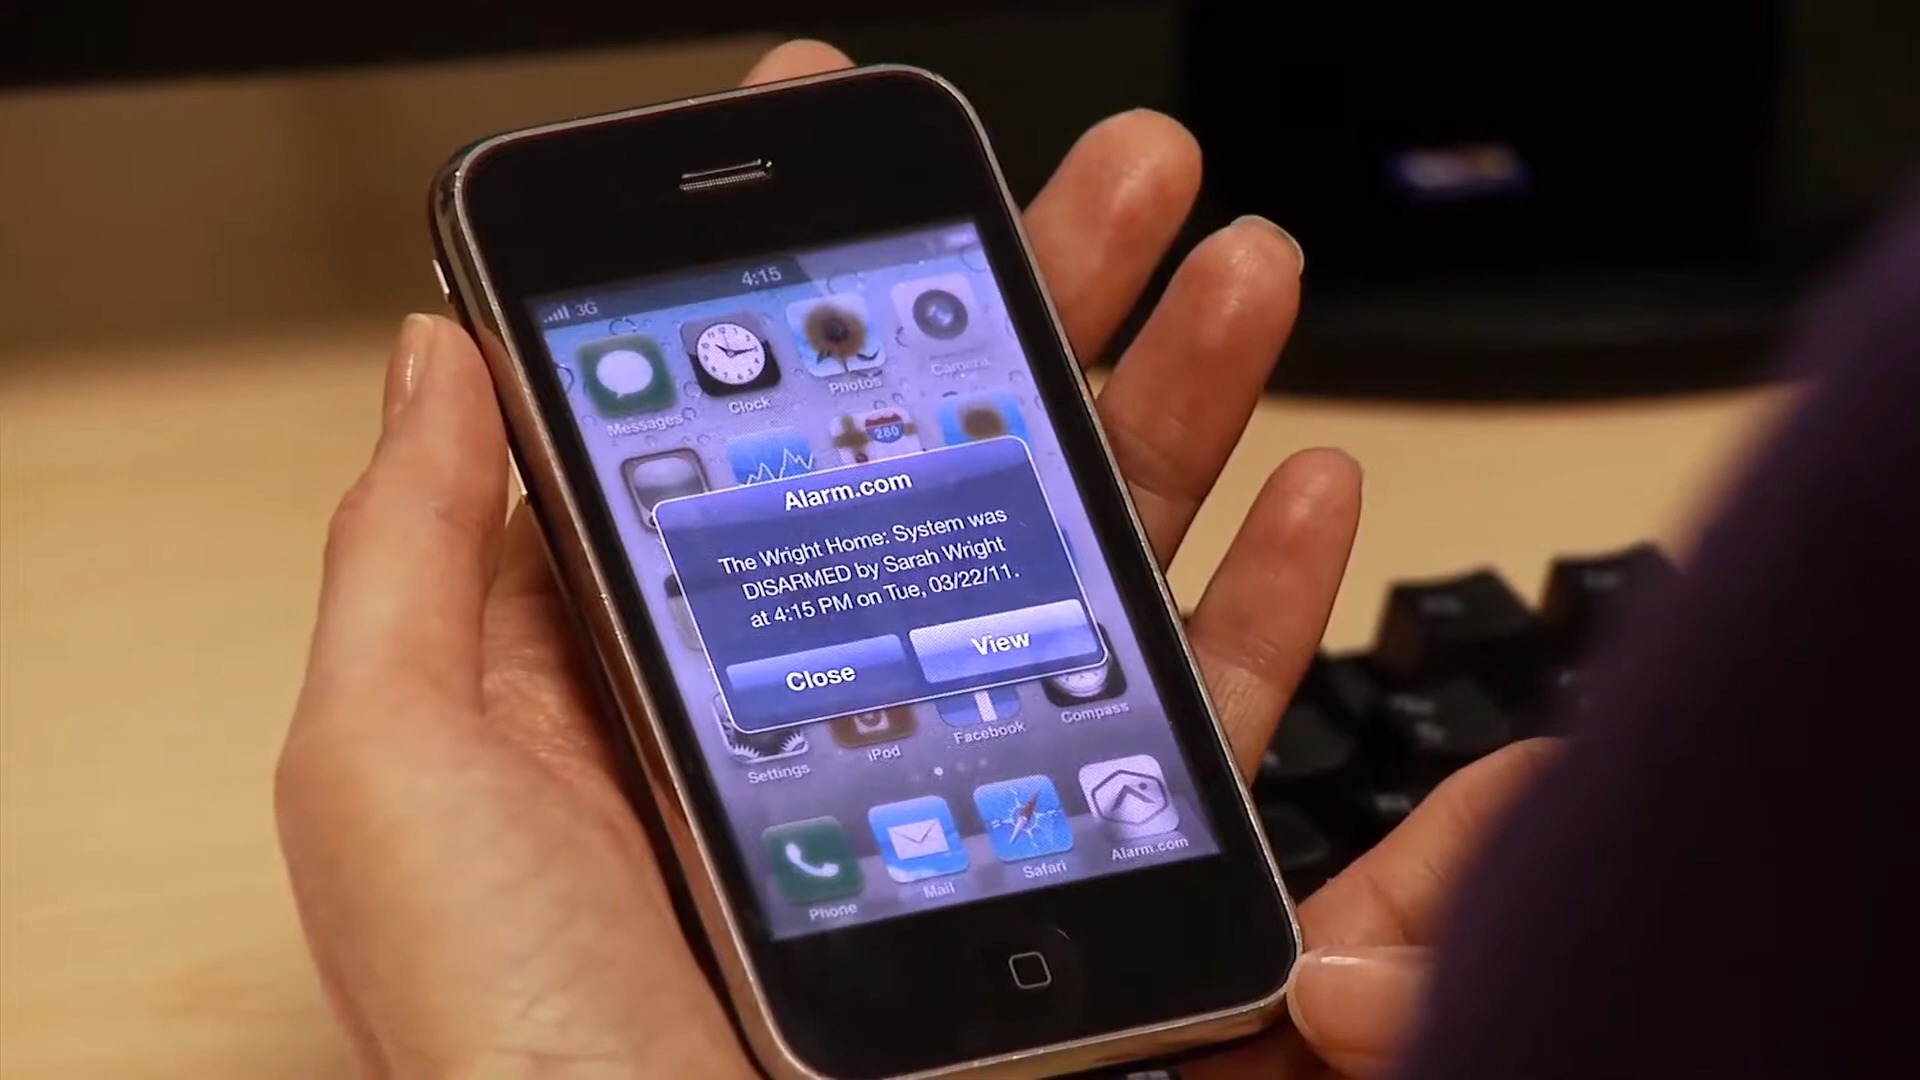 4:15
3G
Messages
Clock
Photos
Camera
280
Alarm.com
The Wright Home: System was
DISARMED by Sarah Wright
at 4:15 PM on Tue, 03/22/11.
Close
View
Settings
iPod
Facebook
Compass
Phone
Mail
Safari
Alarm.com